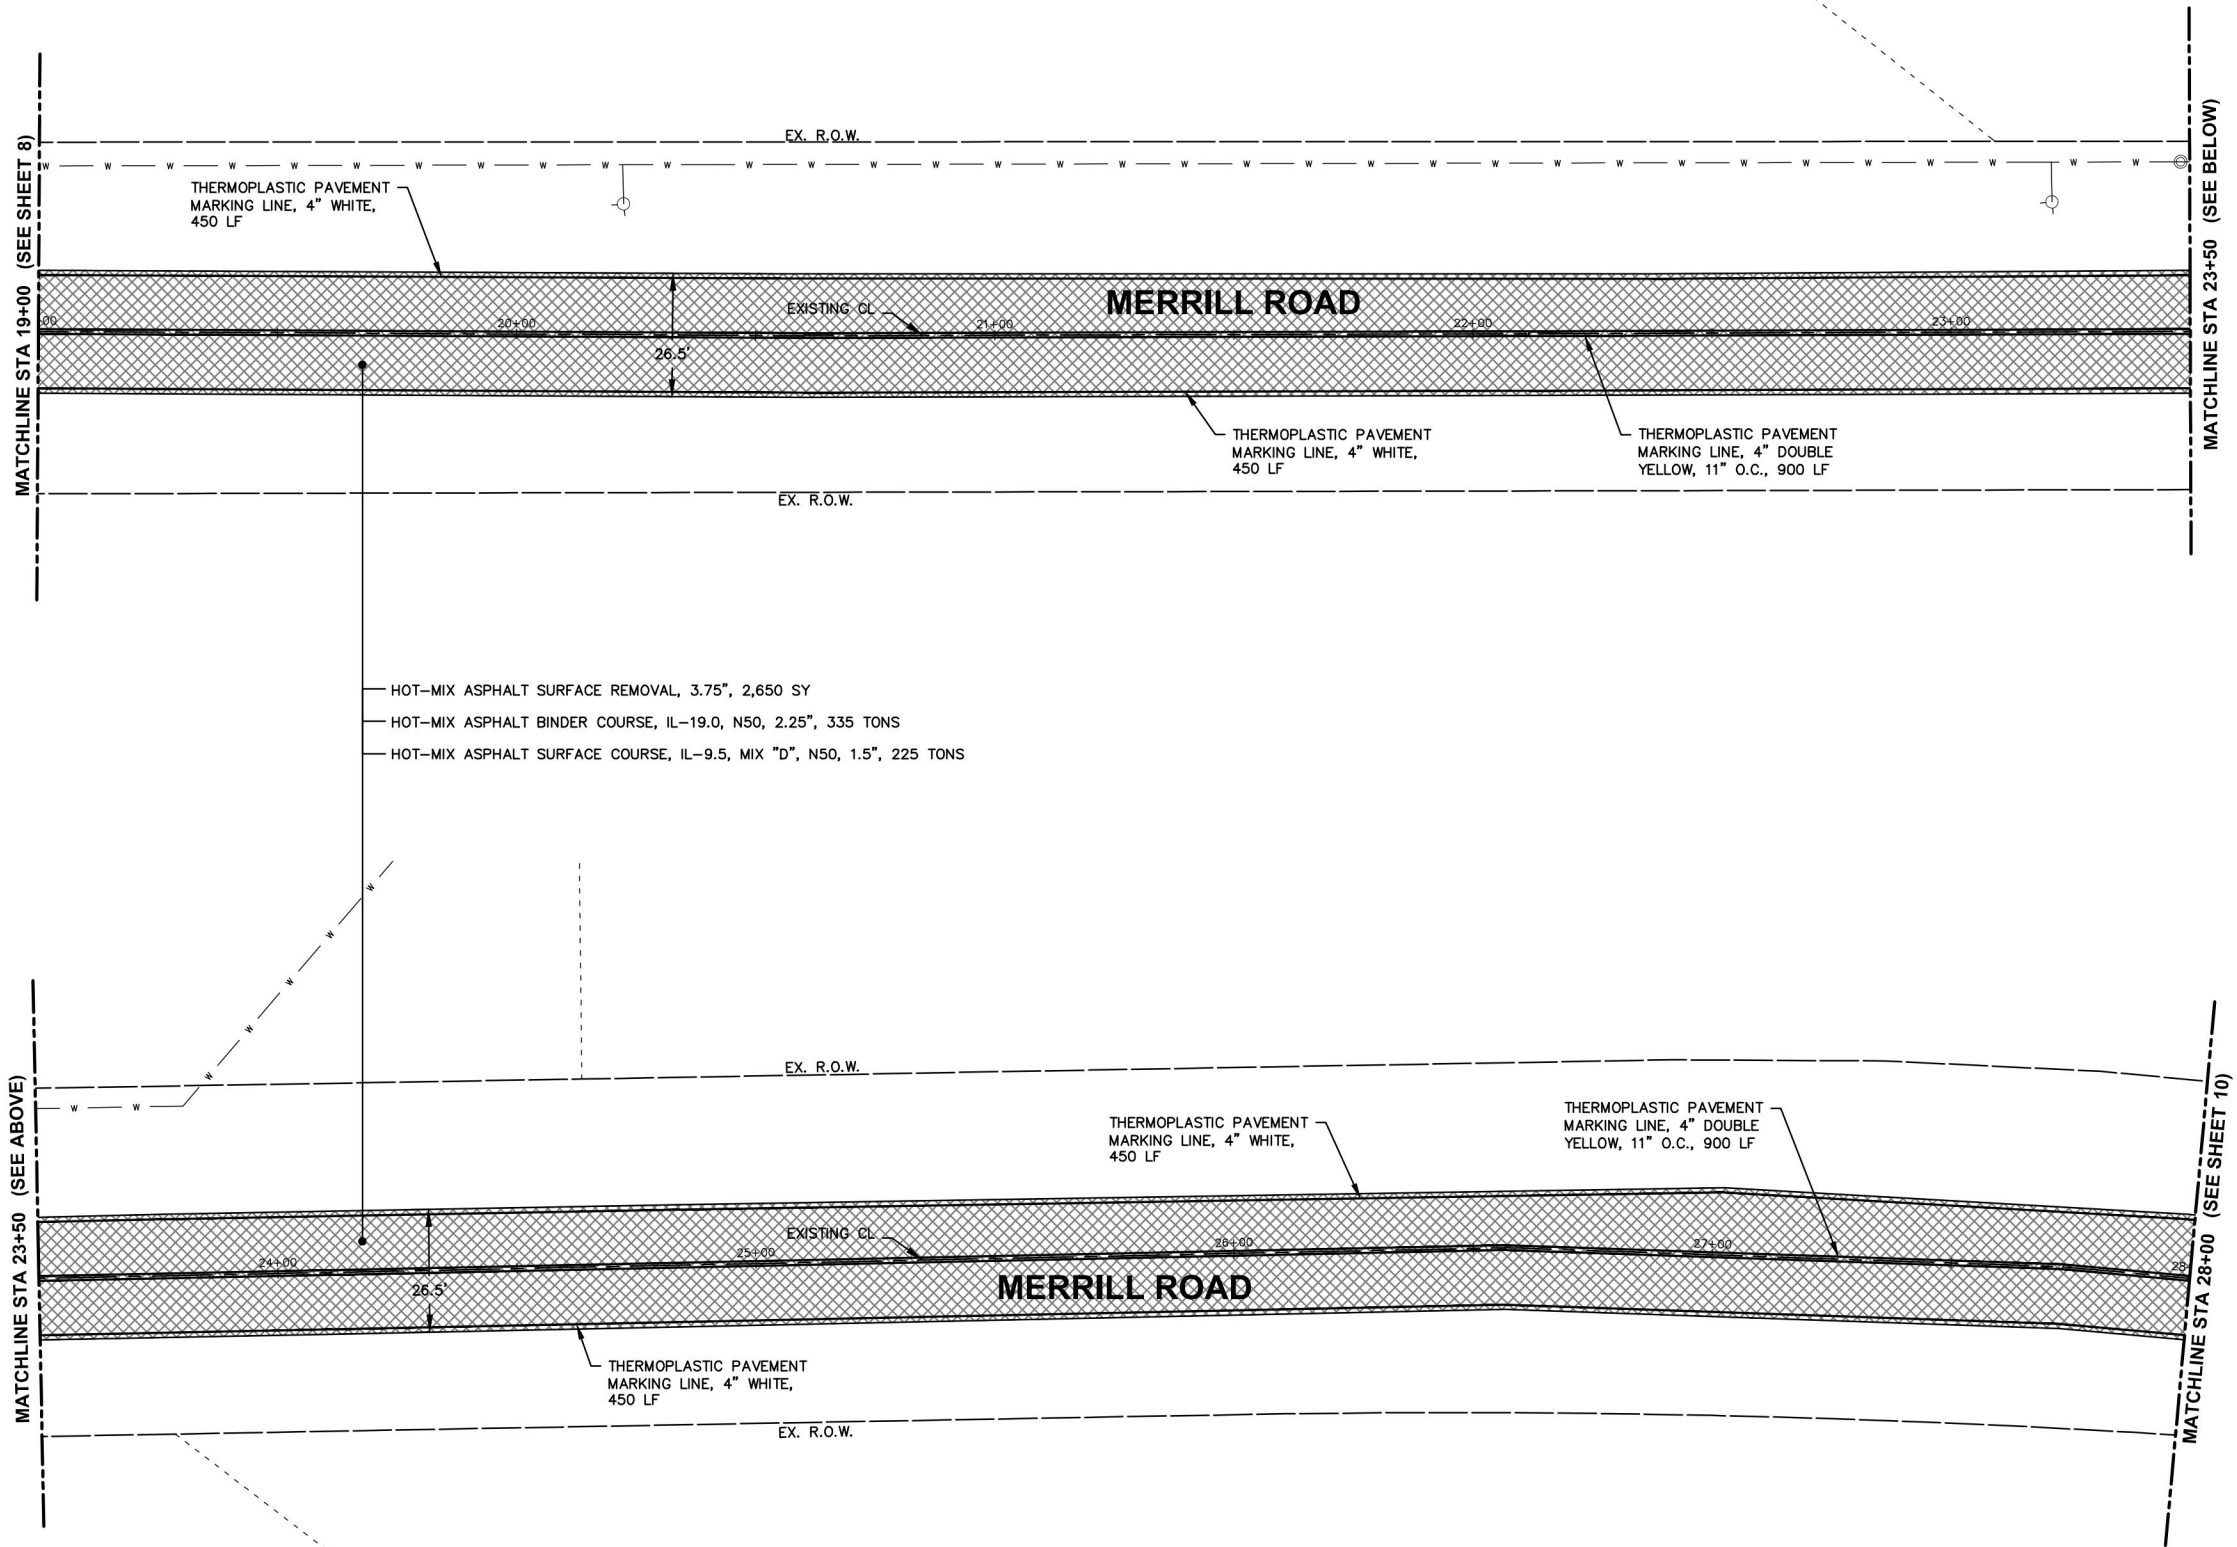 EX. R.O.W.
W W W W W W W W W W W W W W W W W W W W W W W W W W W W W W W W W W W
THERMOPLASTIC PAVEMENT
MARKING LINE, 4" WHITE,
450 LF
MATCHLINE STA 19+00 (SEE SHEET 8)
MATCHLINE STA 23+50 (SEE BELOW)
MERRILL ROAD
EXISTING CL
00
20+00
21+00
22+00
23+00
26.5'
THERMOPLASTIC PAVEMENT
MARKING LINE, 4" WHITE,
450 LF
THERMOPLASTIC PAVEMENT
MARKING LINE, 4" DOUBLE
YELLOW, 11" O.C., 900 LF
EX. R.O.W.
HOT-MIX ASPHALT SURFACE REMOVAL, 3.75", 2,650 SY
HOT-MIX ASPHALT BINDER COURSE, IL-19.0, N50, 2.25", 335 TONS
HOT-MIX ASPHALT SURFACE COURSE, IL-9.5, MIX "D", N50, 1.5", 225 TONS
W
W
W
W
W
W W
EX. R.O.W.
MATCHLINE STA 23+50 (SEE ABOVE)
MATCHLINE STA 28+00 (SEE SHEET 10)
THERMOPLASTIC PAVEMENT
MARKING LINE, 4" WHITE,
450 LF
THERMOPLASTIC PAVEMENT
MARKING LINE, 4" DOUBLE
YELLOW, 11" O.C., 900 LF
EXISTING CL
24+00
25+00
26+00
27+00
28
26.5'
MERRILL ROAD
THERMOPLASTIC PAVEMENT
MARKING LINE, 4" WHITE,
450 LF
EX. R.O.W.